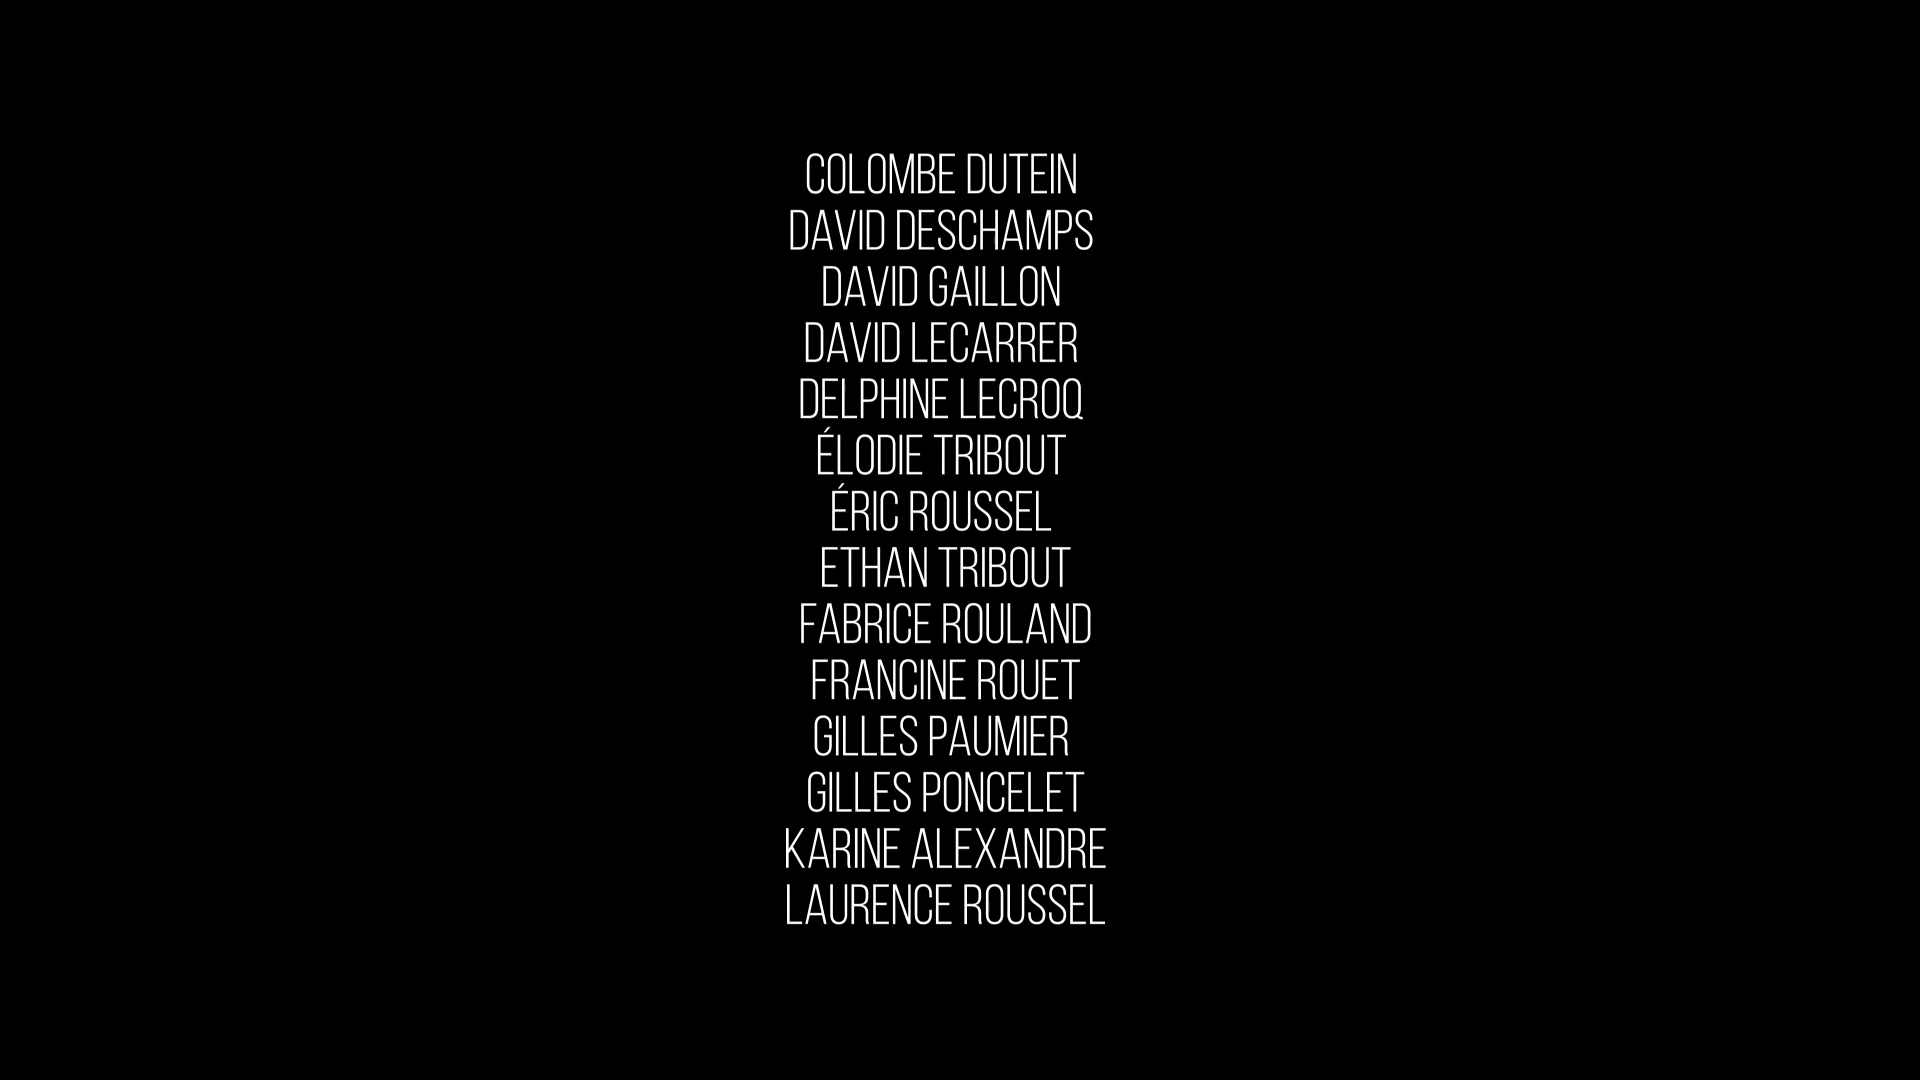 COLOMBE DUTEIN
DAVID DESCHAMPS
DAVID GAILLON
DAVID LECARRER
DELPHINE LECROQ
ÉLODIE TRIBOUT
ÉRIC ROUSSEL
ETHAN TRIBOUT
FABRICE ROULAND
FRANCINE ROUET
GILLES PAUMIER
GILLES PONCELET
KARINE ALEXANDRE
LAURENCE ROUSSEL